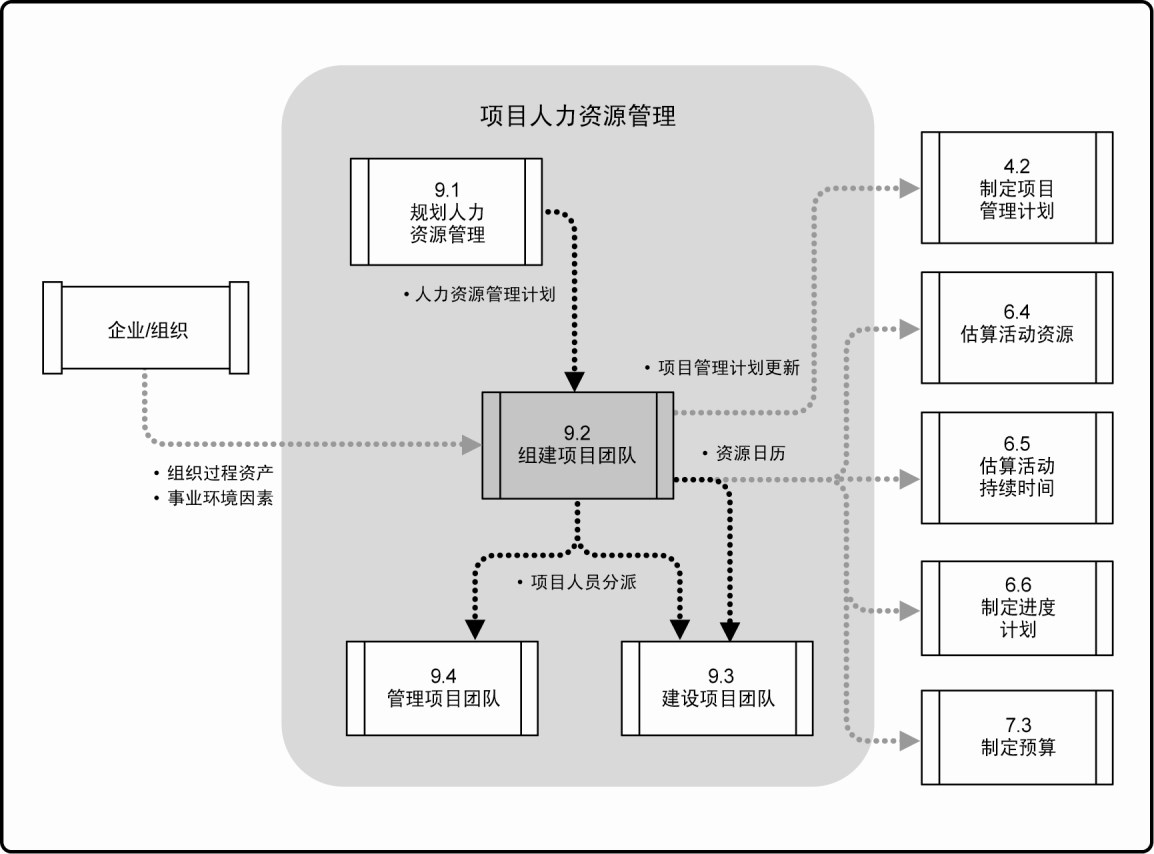 项目人力资源管理
9.1
规划人力
资源管理
• 人力资源管理计划
企业/组织
• 组织过程资产
• 事业环境因素
• 项目管理计划更新
9.2
组建项目团队
• 资源日历
• 项目人员分派
9.4
管理项目团队
9.3
建设项目团队
4.2
制定项目
管理计划
6.4
估算活动资源
6.5
估算活动
持续时间
6.6
制定进度
计划
7.3
制定预算